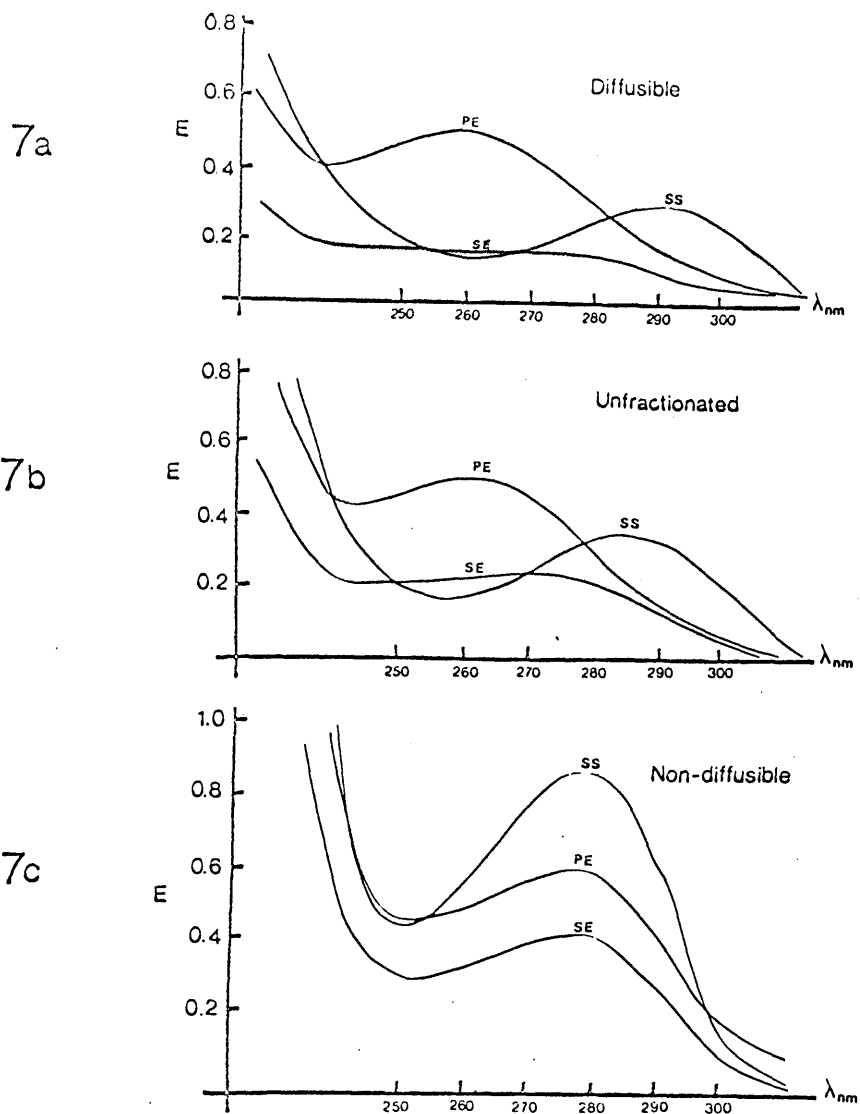 7a
Diffusible
E
0.8
0.6
0.4
0.2
PE
SS
SE
250 260 270 280 290 300
λnm
7b
Unfractionated
E
0.8
0.6
0.4
0.2
PE
SS
SE
250 260 270 280 290 300
λnm
7c
Non-diffusible
E
1.0
0.8
0.6
0.4
0.2
SS
PE
SE
250 260 270 280 290 300
λnm